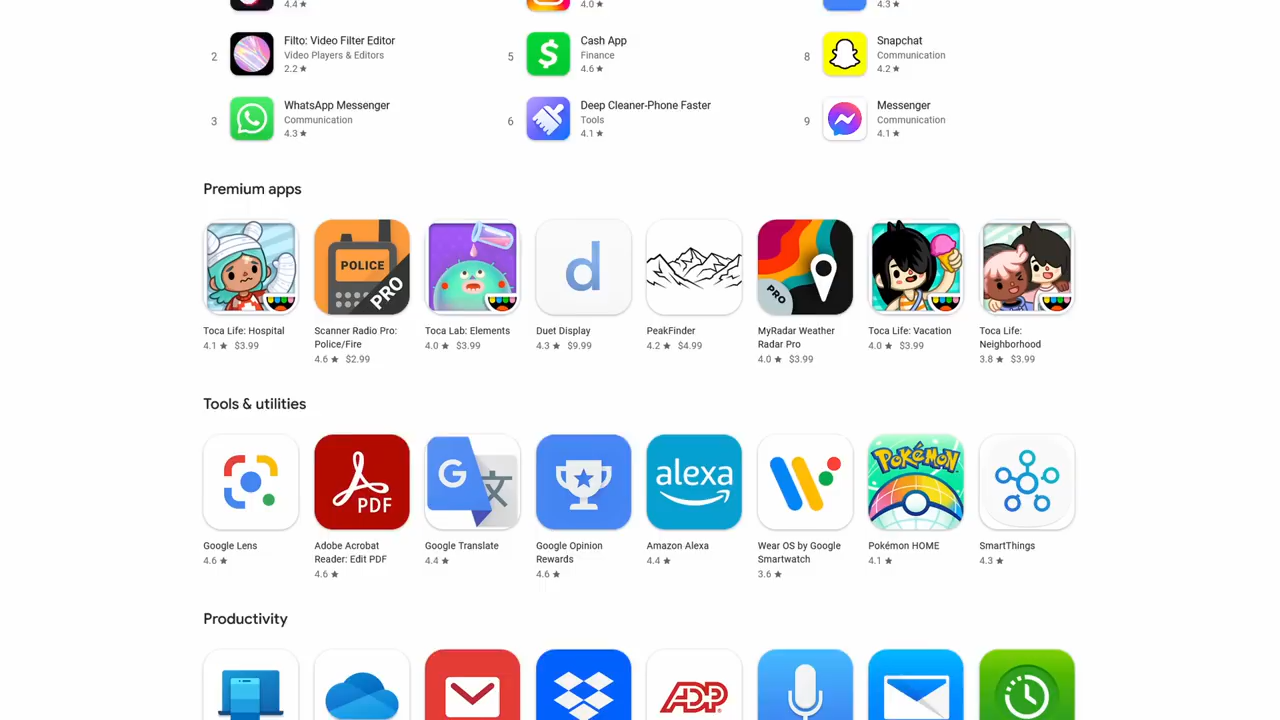 4.4 ★
4.0 ★
4.3 ★
2
Filto: Video Filter Editor
Video Players & Editors
2.2 ★
5
Cash App
Finance
4.6 ★
8
Snapchat
Communication
4.2 ★
3
WhatsApp Messenger
Communication
4.3 ★
6
Deep Cleaner-Phone Faster
Tools
4.1 ★
9
Messenger
Communication
4.1 ★
Premium apps
POLICE
PRO
d
PRO
Toca Life: Hospital
4.1 ★ $3.99
Scanner Radio Pro:
Police/Fire
4.6 ★ $2.99
Toca Lab: Elements
4.0 ★ $3.99
Duet Display
4.3 ★ $9.99
PeakFinder
4.2 ★ $4.99
MyRadar Weather
Radar Pro
4.0 ★ $3.99
Toca Life: Vacation
4.0 ★ $3.99
Toca Life:
Neighborhood
3.8 ★ $3.99
Tools & utilities
PDF
G 文
alexa
POKéMON
Google Lens
4.6 ★
Adobe Acrobat
Reader: Edit PDF
4.6 ★
Google Translate
4.4 ★
Google Opinion
Rewards
4.6 ★
Amazon Alexa
4.4 ★
Wear OS by Google
Smartwatch
3.6 ★
Pokémon HOME
4.1 ★
SmartThings
4.3 ★
Productivity
ADP